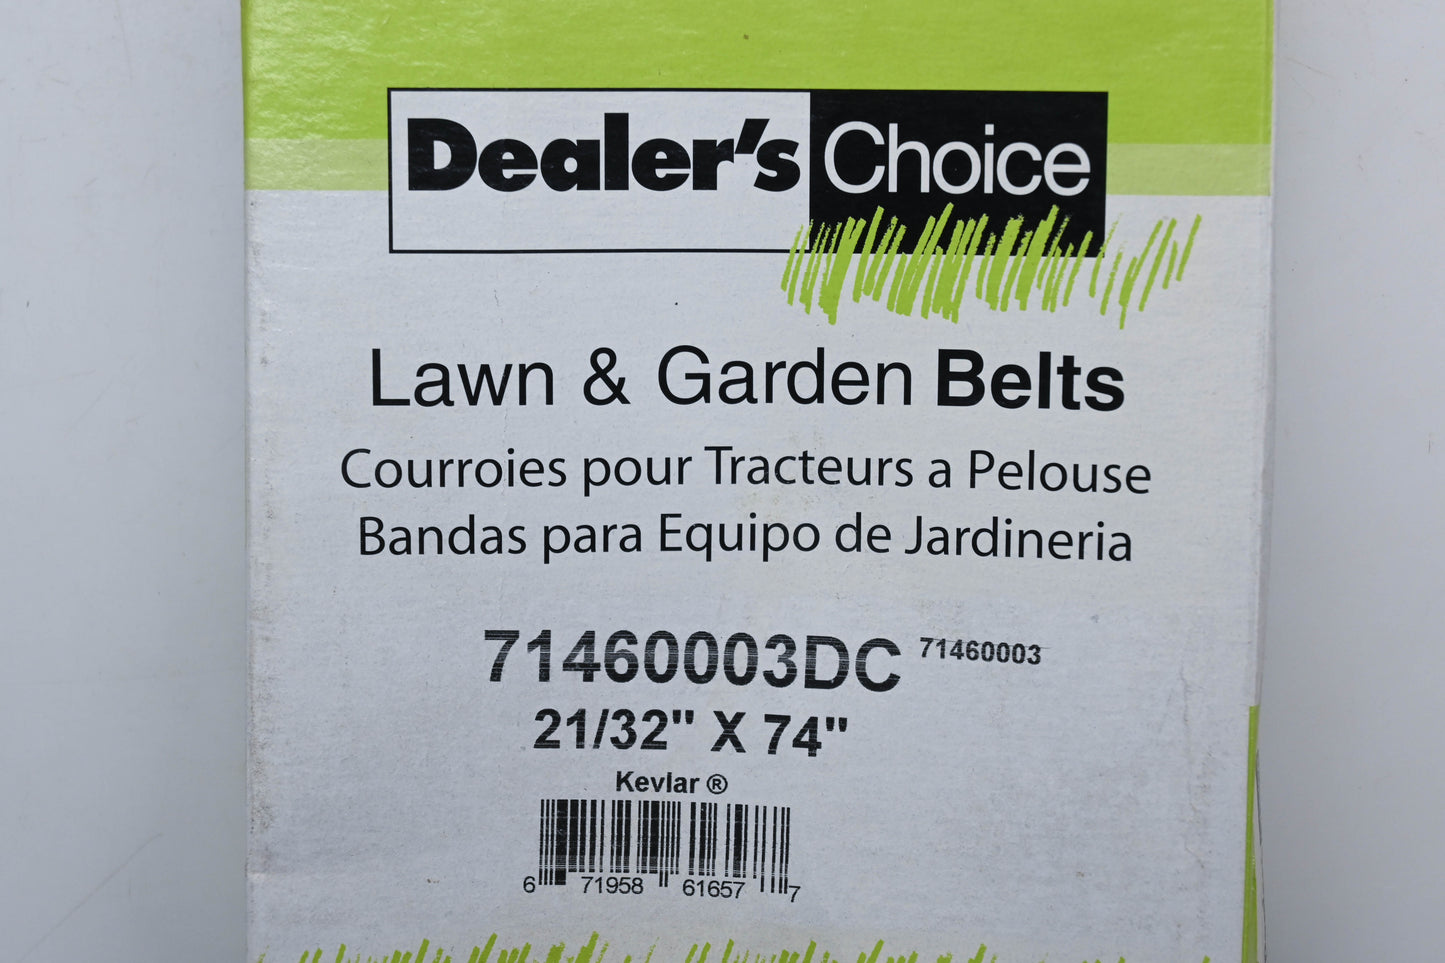 Dealer's Choice
Lawn & Garden Belts
Courroies pour Tracteurs a Pelouse
Bandas para Equipo de Jardineria
71460003DC 71460003
21/32" X 74"
Kevlar ®
6 71958 61657 7